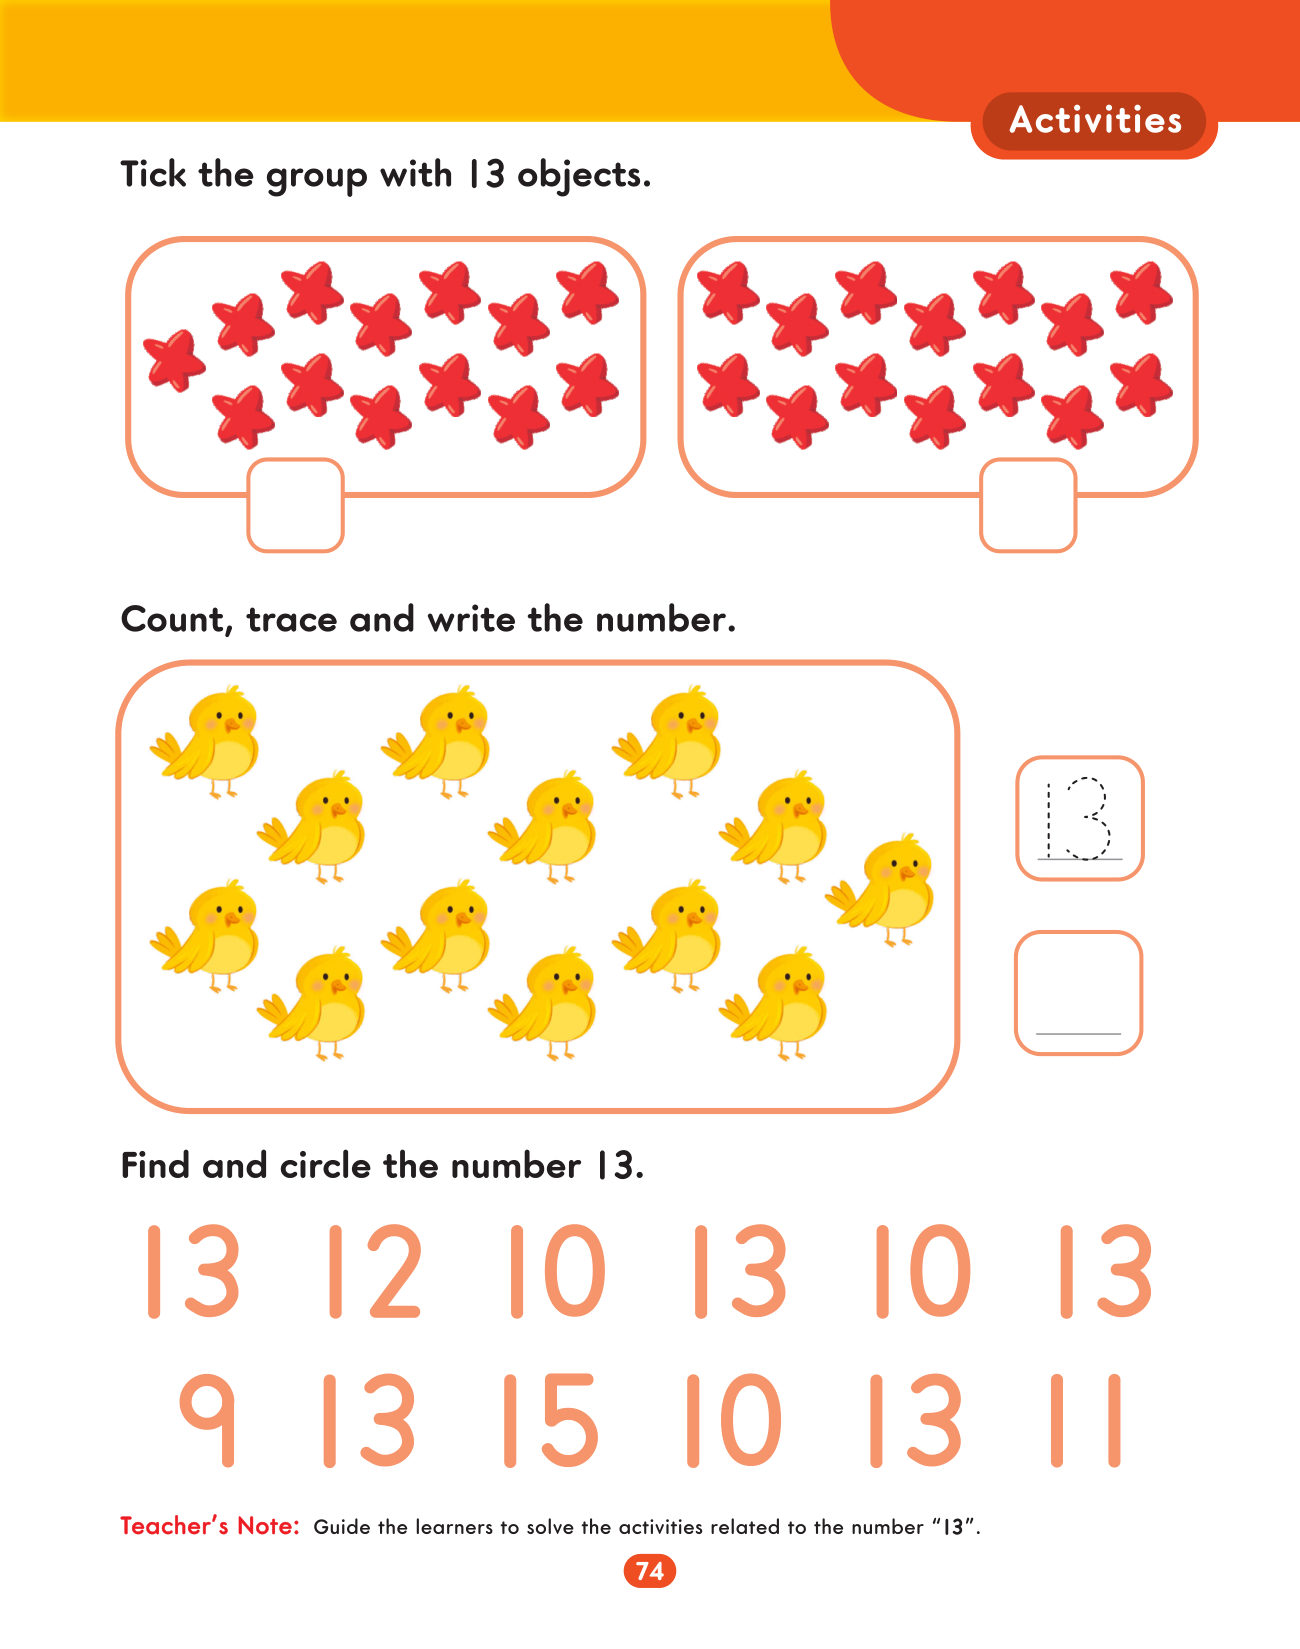 Activities
Tick the group with 13 objects.
Count, trace and write the number.
13
Find and circle the number 13.
13 12 10 13 10 13
9 13 15 10 13 11
Teacher's Note: Guide the learners to solve the activities related to the number “13”.
74